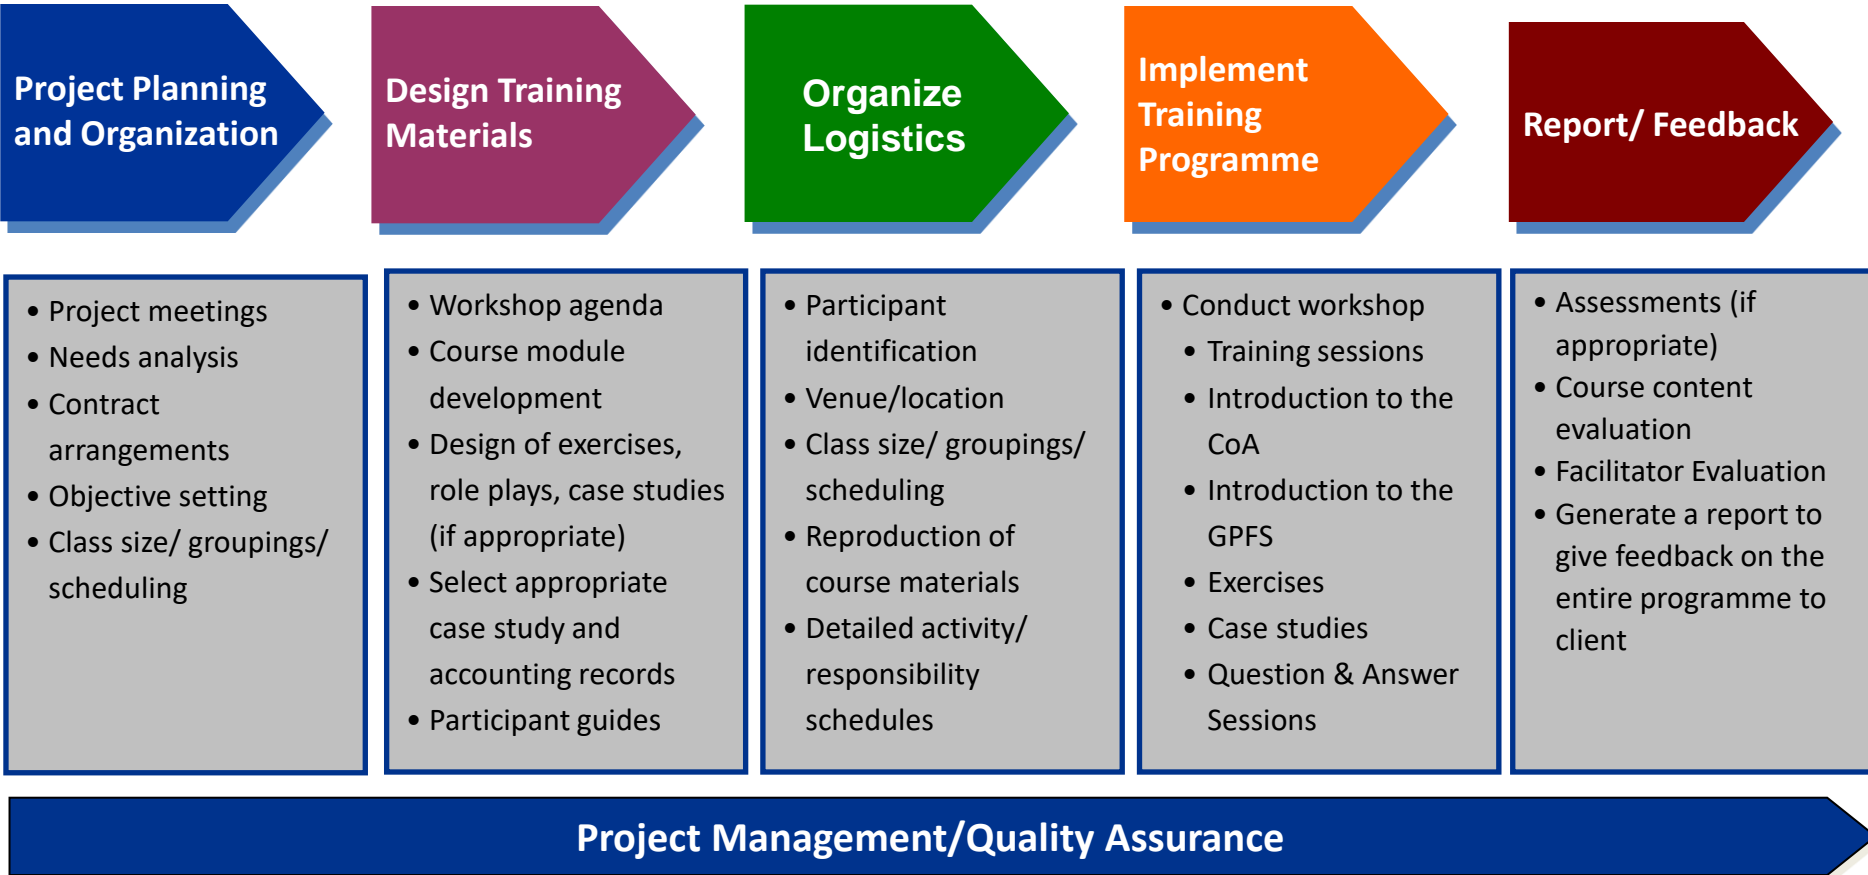 Project Planning
and Organization
Design Training
Materials
Organize
Logistics
Implement
Training
Programme
Report/ Feedback
• Project meetings
• Needs analysis
• Contract
arrangements
• Objective setting
• Class size/ groupings/
scheduling
• Workshop agenda
• Course module
development
• Design of exercises,
role plays, case studies
(if appropriate)
• Select appropriate
case study and
accounting records
• Participant guides
• Participant
identification
• Venue/location
• Class size/ groupings/
scheduling
• Reproduction of
course materials
• Detailed activity/
responsibility
schedules
• Conduct workshop
• Training sessions
• Introduction to the
CoA
• Introduction to the
GPFS
• Exercises
• Case studies
• Question & Answer
Sessions
• Assessments (if
appropriate)
• Course content
evaluation
• Facilitator Evaluation
• Generate a report to
give feedback on the
entire programme to
client
Project Management/Quality Assurance